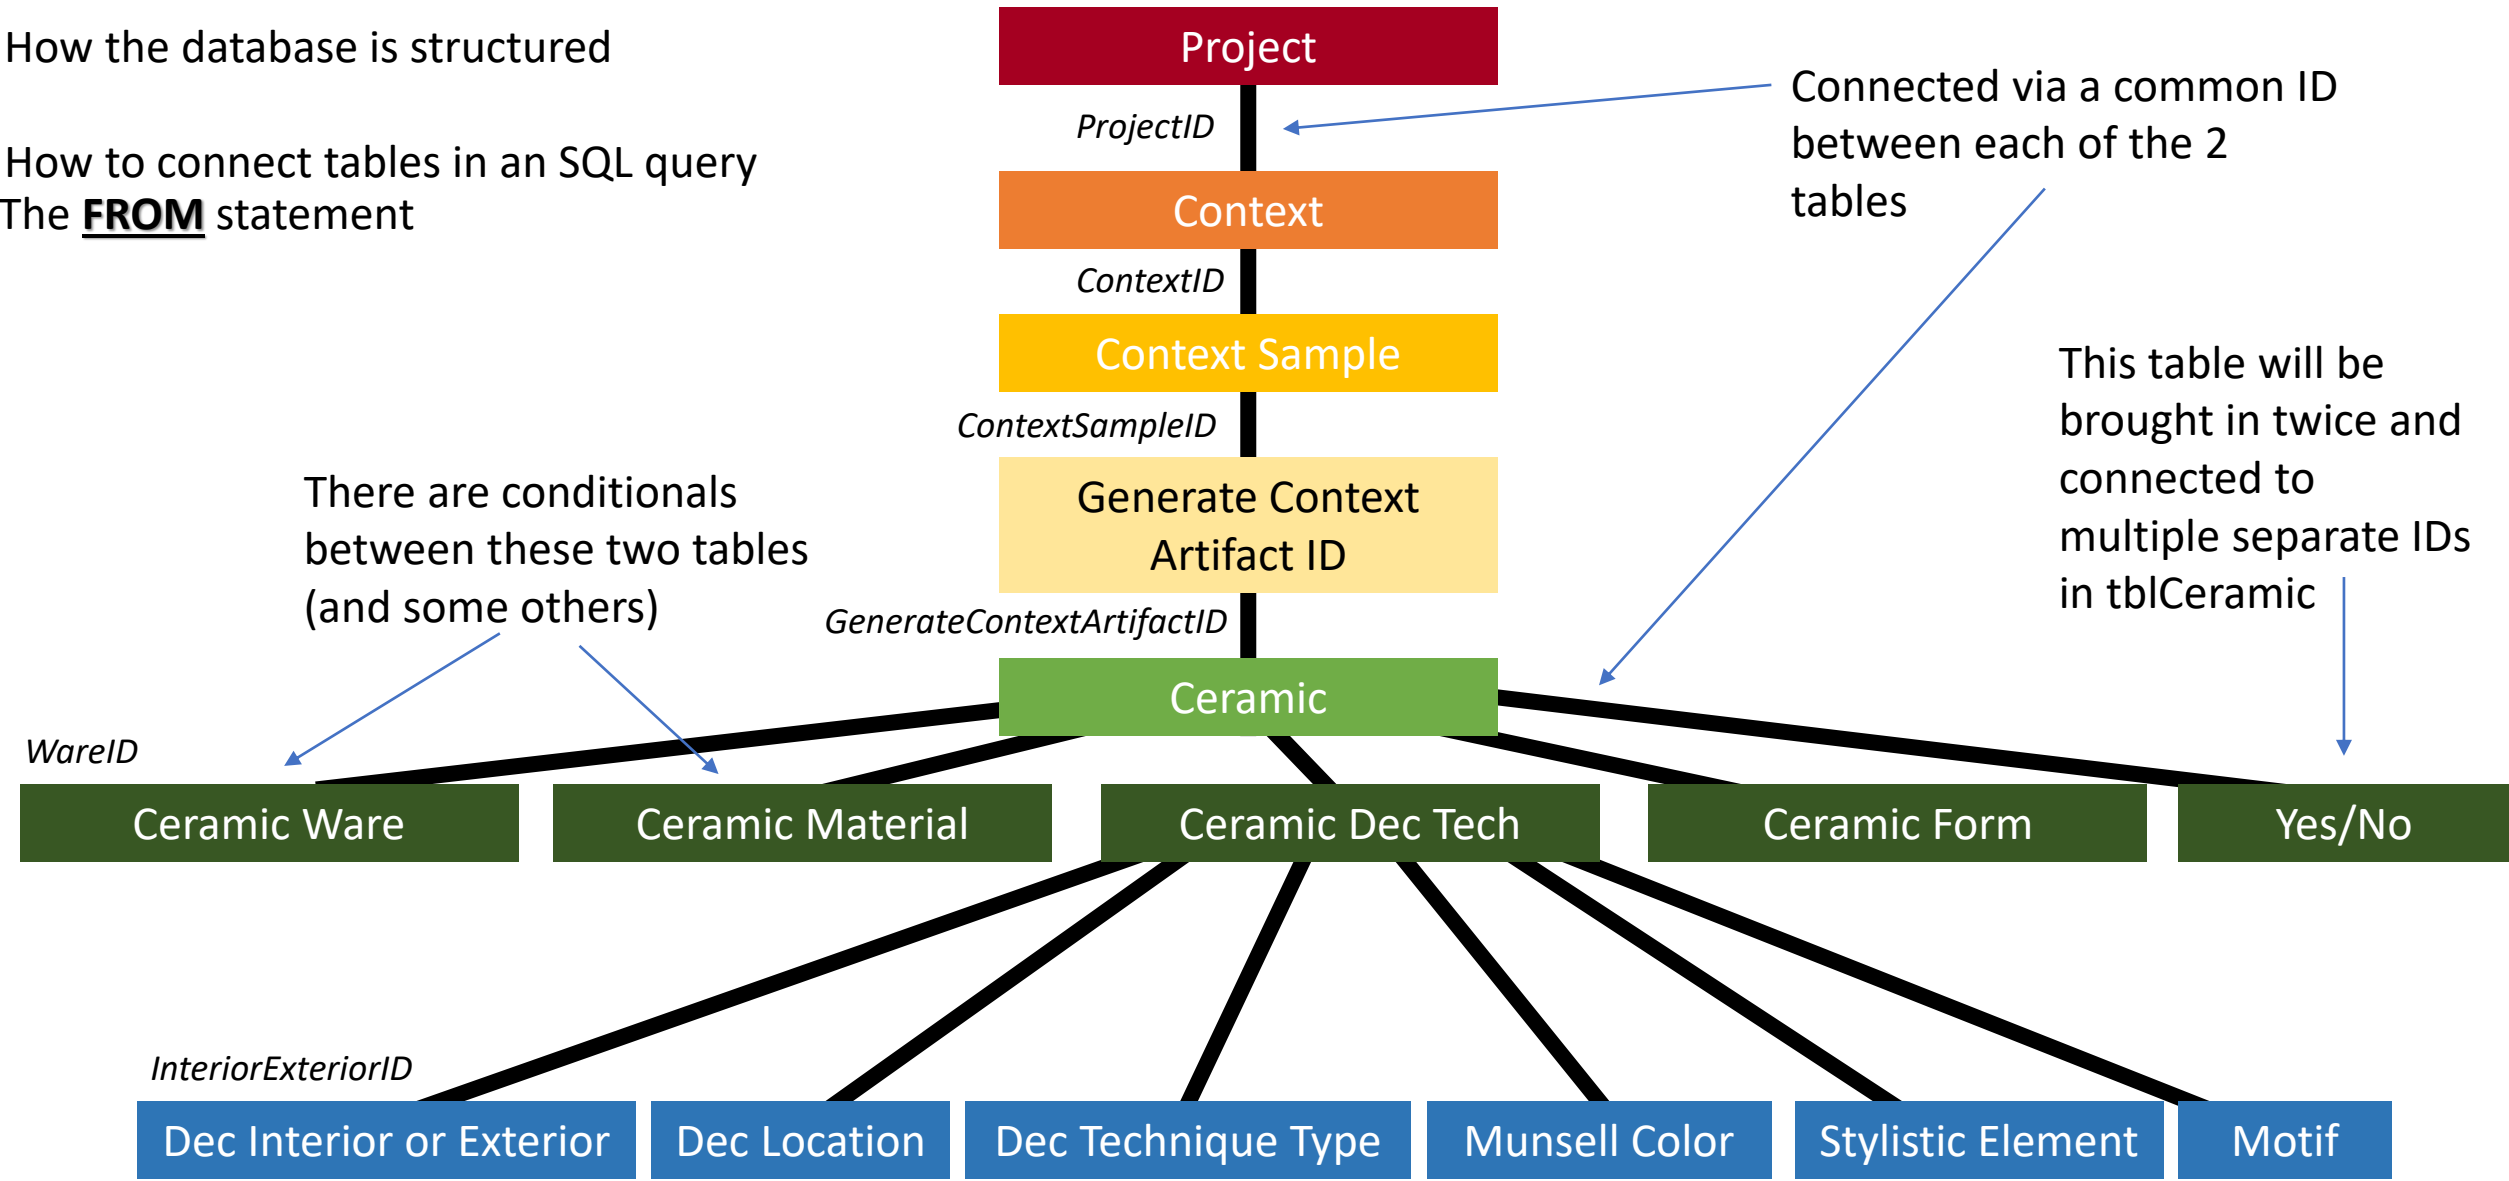 How the database is structured
How to connect tables in an SQL query
The FROM statement
Project
ProjectID
Connected via a common ID
between each of the 2
tables
Context
ContextID
Context Sample
ContextSampleID
Generate Context
Artifact ID
GenerateContextArtifactID
There are conditionals
between these two tables
(and some others)
This table will be
brought in twice and
connected to
multiple separate IDs
in tblCeramic
Ceramic
WareID
Ceramic Ware
Ceramic Material
Ceramic Dec Tech
Ceramic Form
Yes/No
InteriorExteriorID
Dec Interior or Exterior
Dec Location
Dec Technique Type
Munsell Color
Stylistic Element
Motif